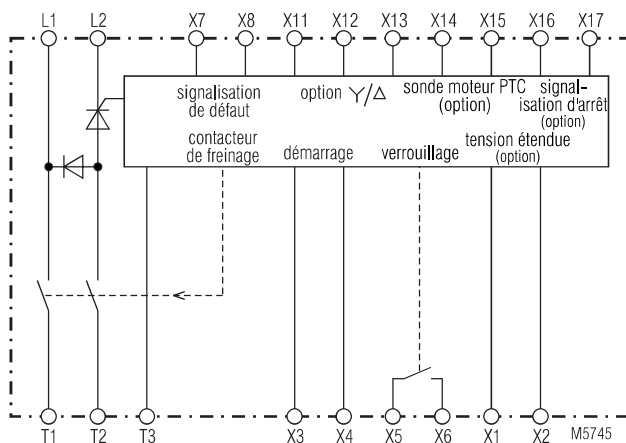 L1 L2 X7 X8 X11 X12 X13 X14 X15 X16 X17
signalisation
de défaut
option Y/Δ
sonde moteur PTC
(option)
signal-
isation d'arrêt
(option)
contacteur
de freinage
démarrage
verrouillage
tension étendue
(option)
T1 T2 T3 X3 X4 X5 X6 X1 X2 M5745